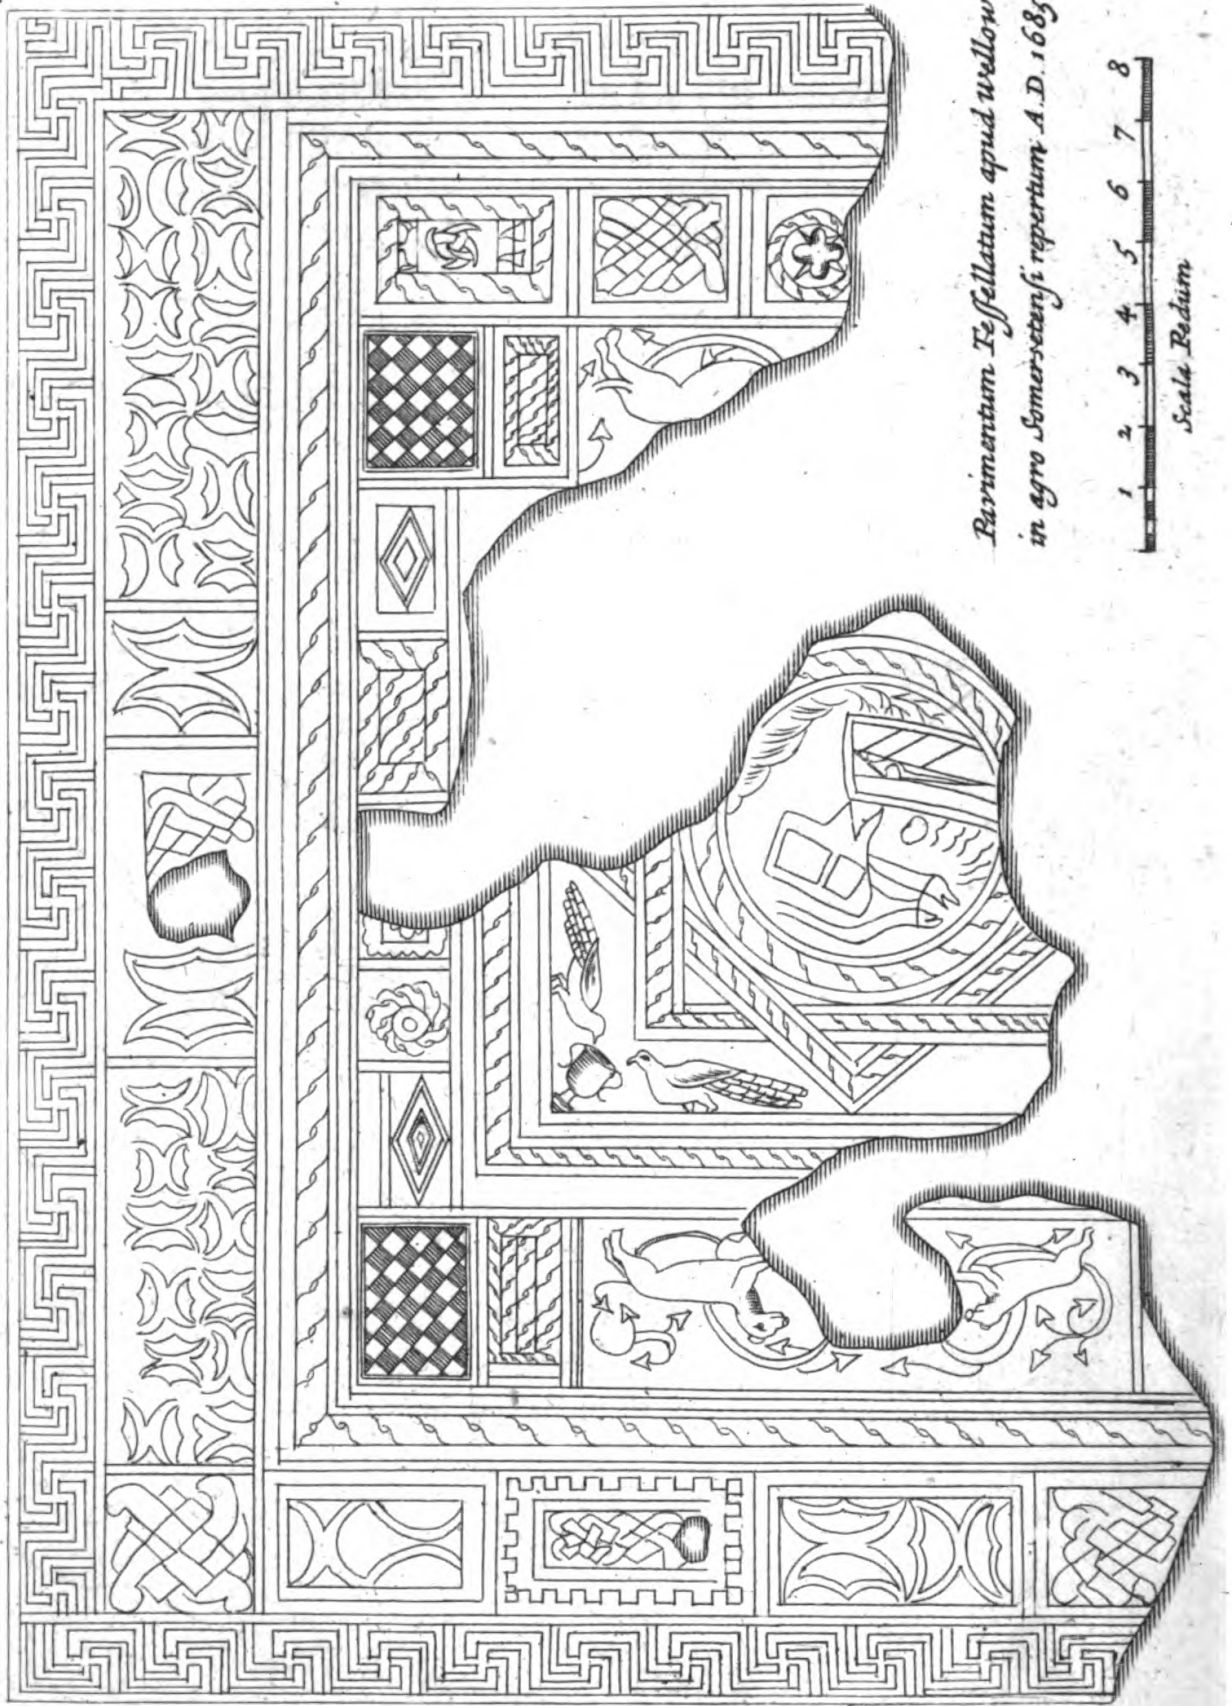 Pavimentum Teſſellatum apud Wellow
in agro Somersetenſi repertum A.D. 1685
1 2 3 4 5 6 7 8
Scala Pedum